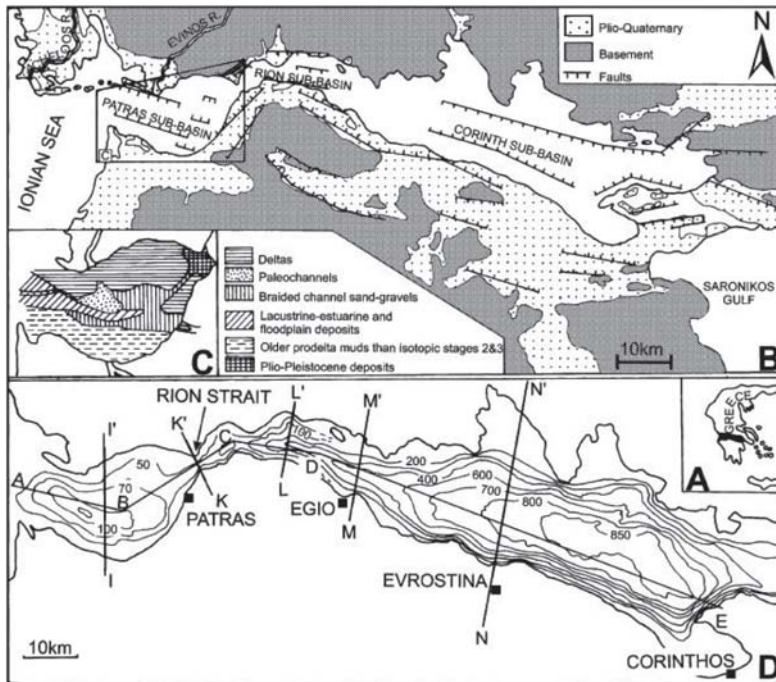 EVINOS R.
RION SUB-BASIN
PATRAS SUB-BASIN
CORINTH SUB-BASIN
IONIAN SEA
C
Plio-Quaternary
Basement
Faults
N
SARONIKOS
GULF
10km
B
Deltas
Paleochannels
Braided channel sand-gravels
Lacustrine-estuarine and
floodplain deposits
Older prodelta muds than isotopic stages 2&3
Plio-Pleistocene deposits
C
RION STRAIT
I'
K'
L'
M'
N'
GREECE
A
A
B
C
D
E
50
70
100
100
200
400
600
700
800
850
K
L
M
N
I
PATRAS
EGIO
EVROSTINA
CORINTHOS
10km
D